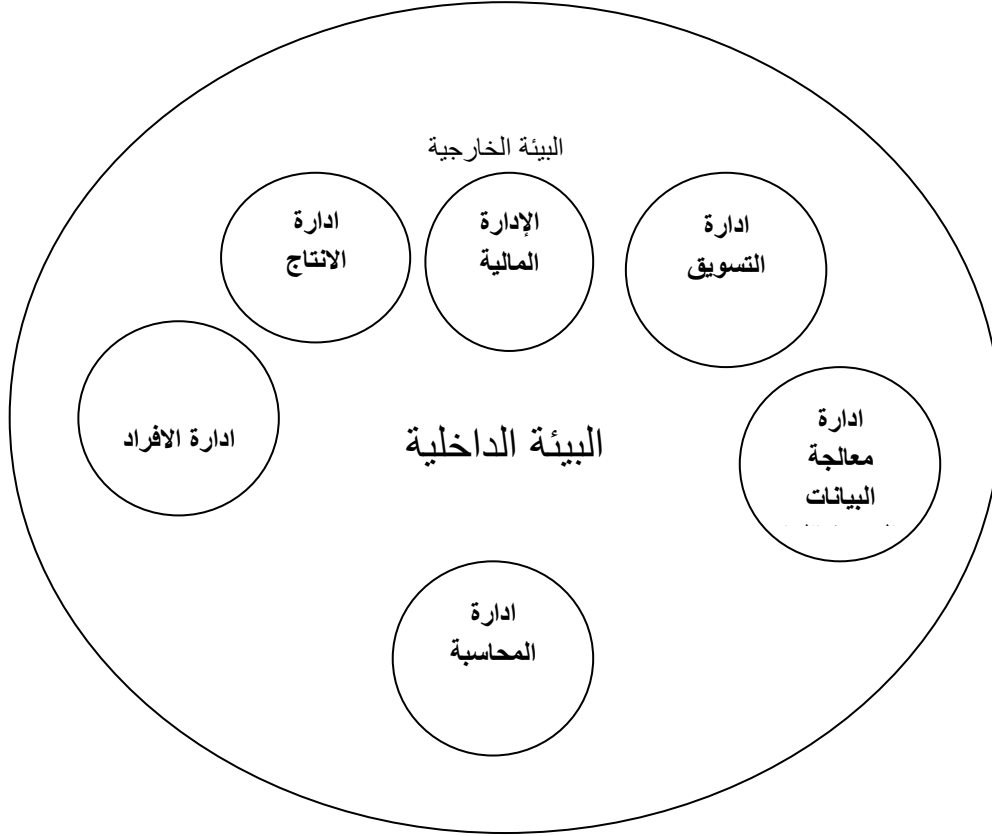 البيئة الخارجية
ادارة
التسويق
الإدارة
المالية
ادارة
الانتاج
ادارة
معالجة
البيانات
البيئة الداخلية
ادارة الافراد
ادارة
المحاسبة